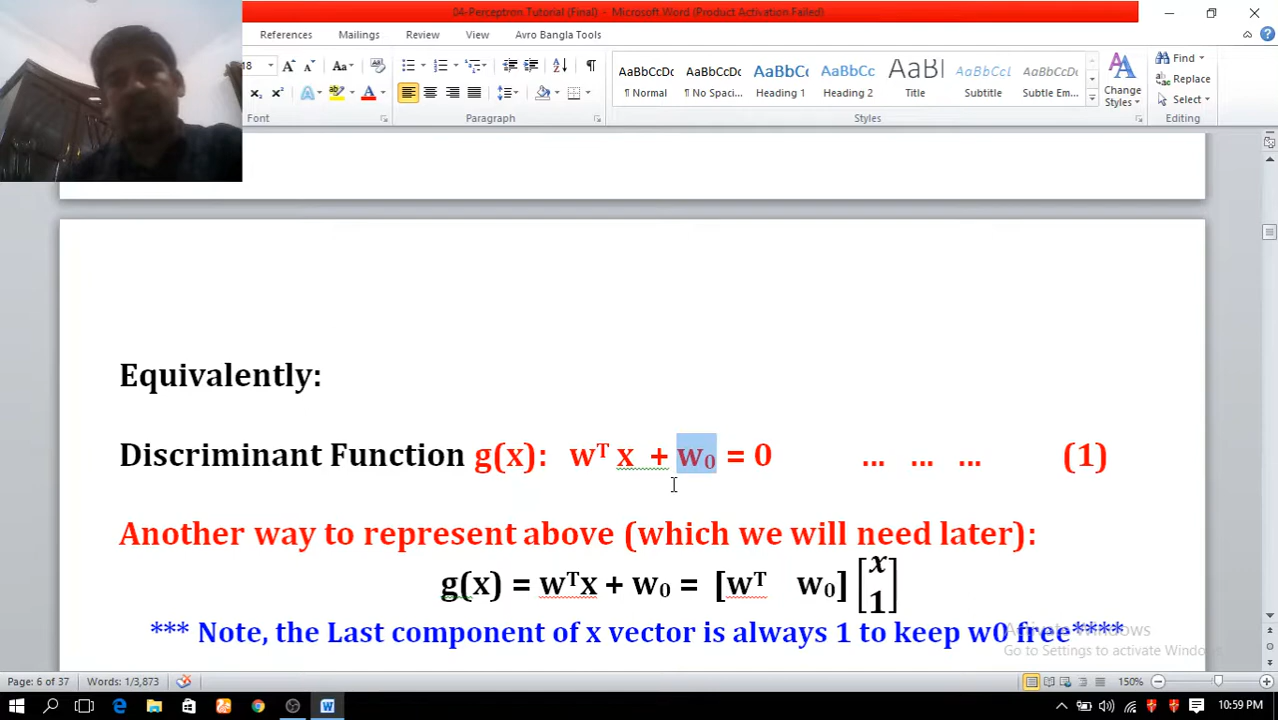 04-Perceptron Tutorial (Final) - Microsoft Word (Product Activation Failed)
References Mailings Review View Avro Bangla Tools
18 A A Aa
AaBbCcDc AaBbCcDc AaBbCc AaBbCc AaBl AaBbCcl AaBbCcDc
¶ Normal ¶ No Spaci... Heading 1 Heading 2 Title Subtitle Subtle Em...
Change Styles
Find
Replace
Select
Font Paragraph Styles Editing
Equivalently:
Discriminant Function g(x): wᵀ x + w₀ = 0 ... ... ... (1)
Another way to represent above (which we will need later):
g(x) = wᵀx + w₀ = [wᵀ w₀] [x 1]
*** Note, the Last component of x vector is always 1 to keep w0 free****
Activate Windows
Go to Settings to activate Windows.
Page: 6 of 37 Words: 1/3,873 150%
10:59 PM